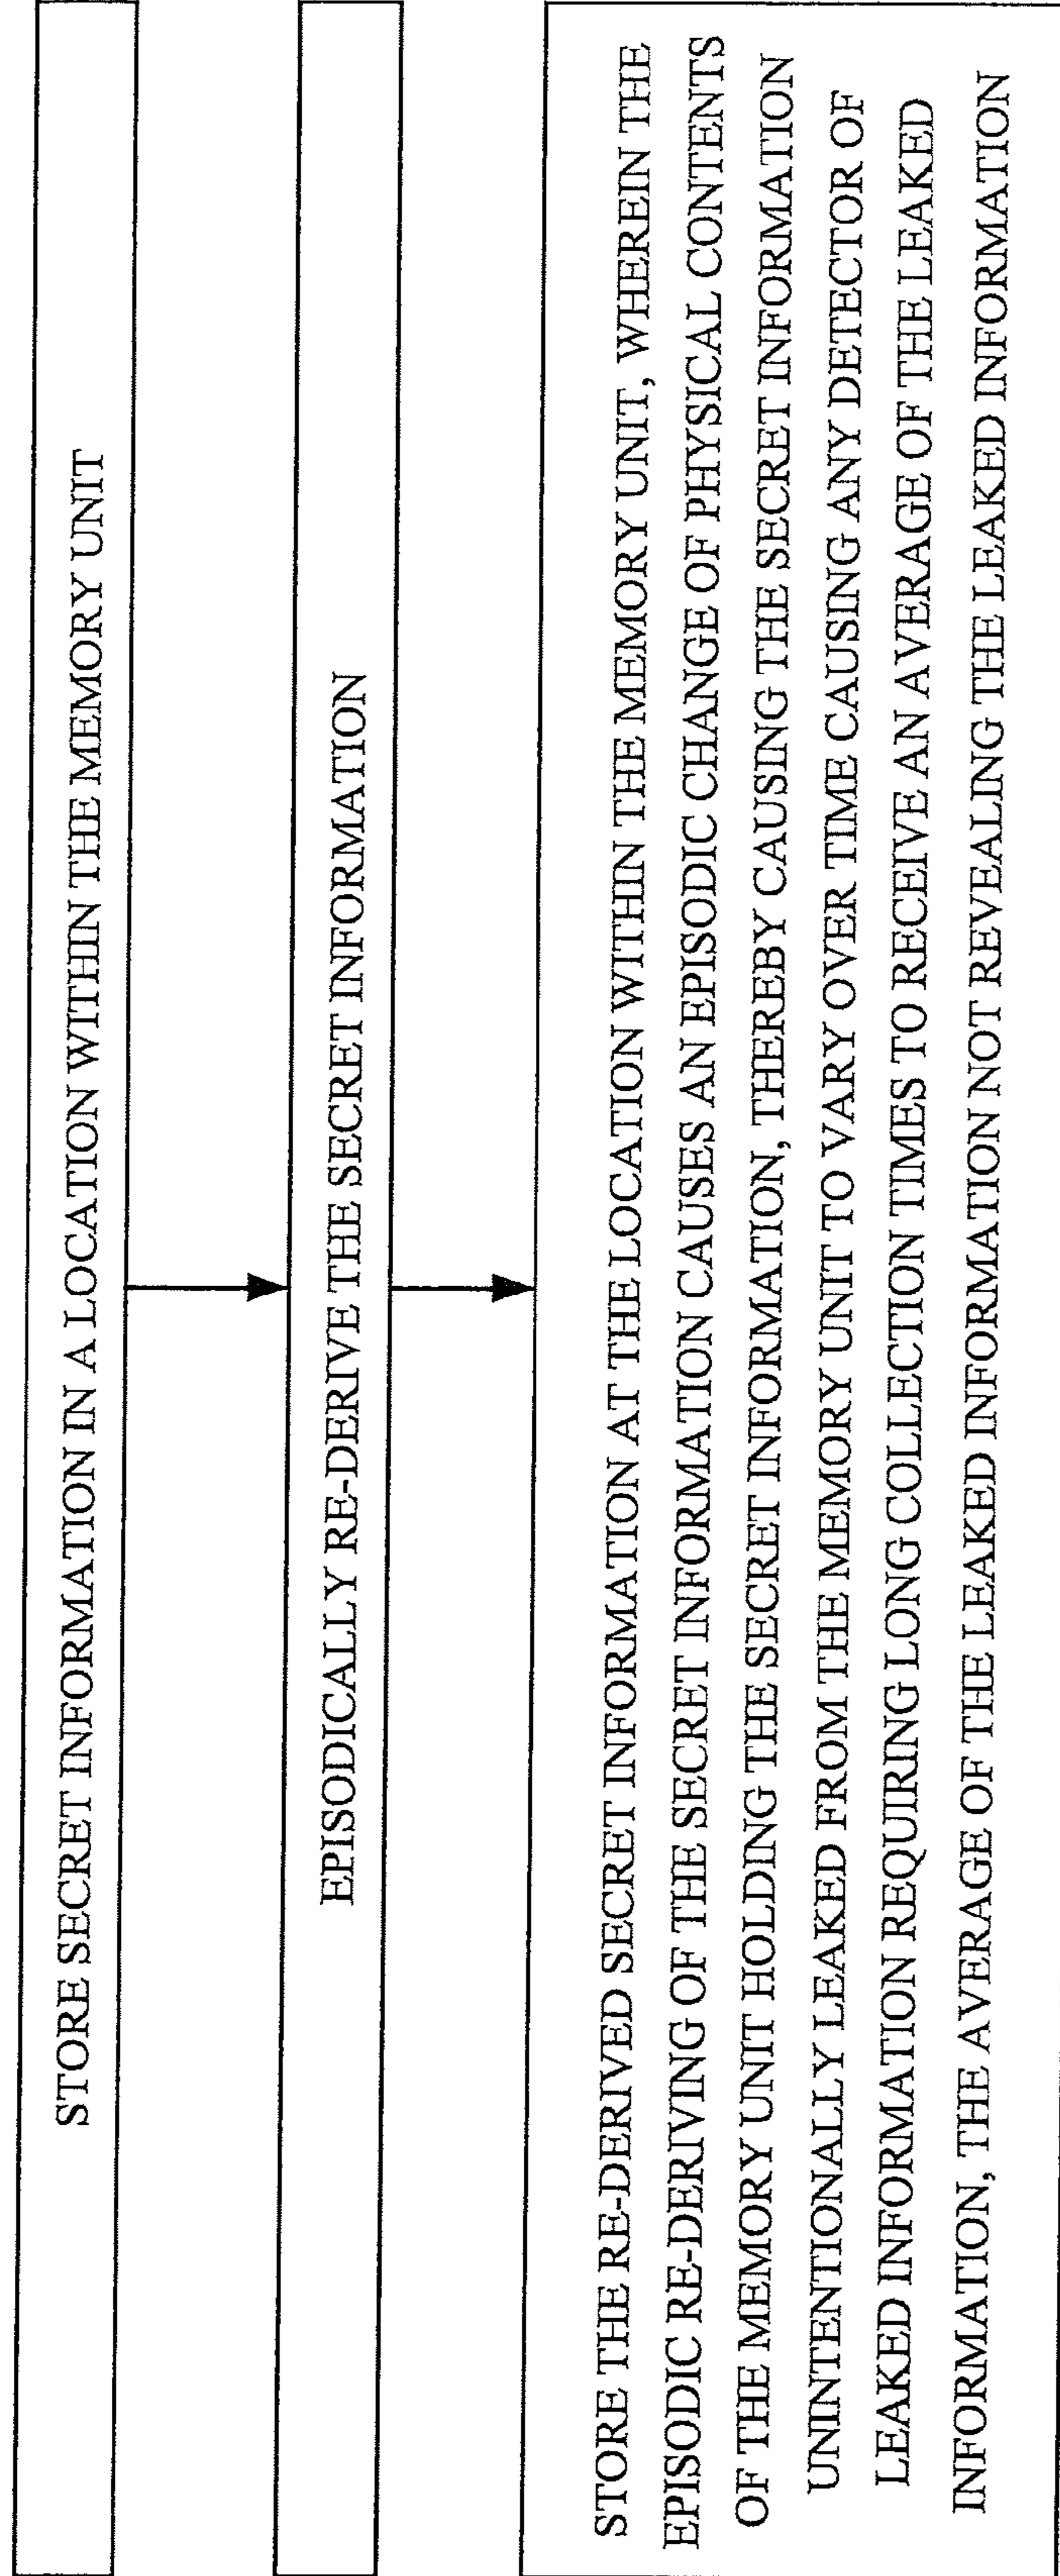 STORE SECRET INFORMATION IN A LOCATION WITHIN THE MEMORY UNIT
EPISODICALLY RE-DERIVE THE SECRET INFORMATION
STORE THE RE-DERIVED SECRET INFORMATION AT THE LOCATION WITHIN THE MEMORY UNIT, WHEREIN THE
EPISODIC RE-DERIVING OF THE SECRET INFORMATION CAUSES AN EPISODIC CHANGE OF PHYSICAL CONTENTS
OF THE MEMORY UNIT HOLDING THE SECRET INFORMATION, THEREBY CAUSING THE SECRET INFORMATION
UNINTENTIONALLY LEAKED FROM THE MEMORY UNIT TO VARY OVER TIME CAUSING ANY DETECTOR OF
LEAKED INFORMATION REQUIRING LONG COLLECTION TIMES TO RECEIVE AN AVERAGE OF THE LEAKED
INFORMATION, THE AVERAGE OF THE LEAKED INFORMATION NOT REVEALING THE LEAKED INFORMATION